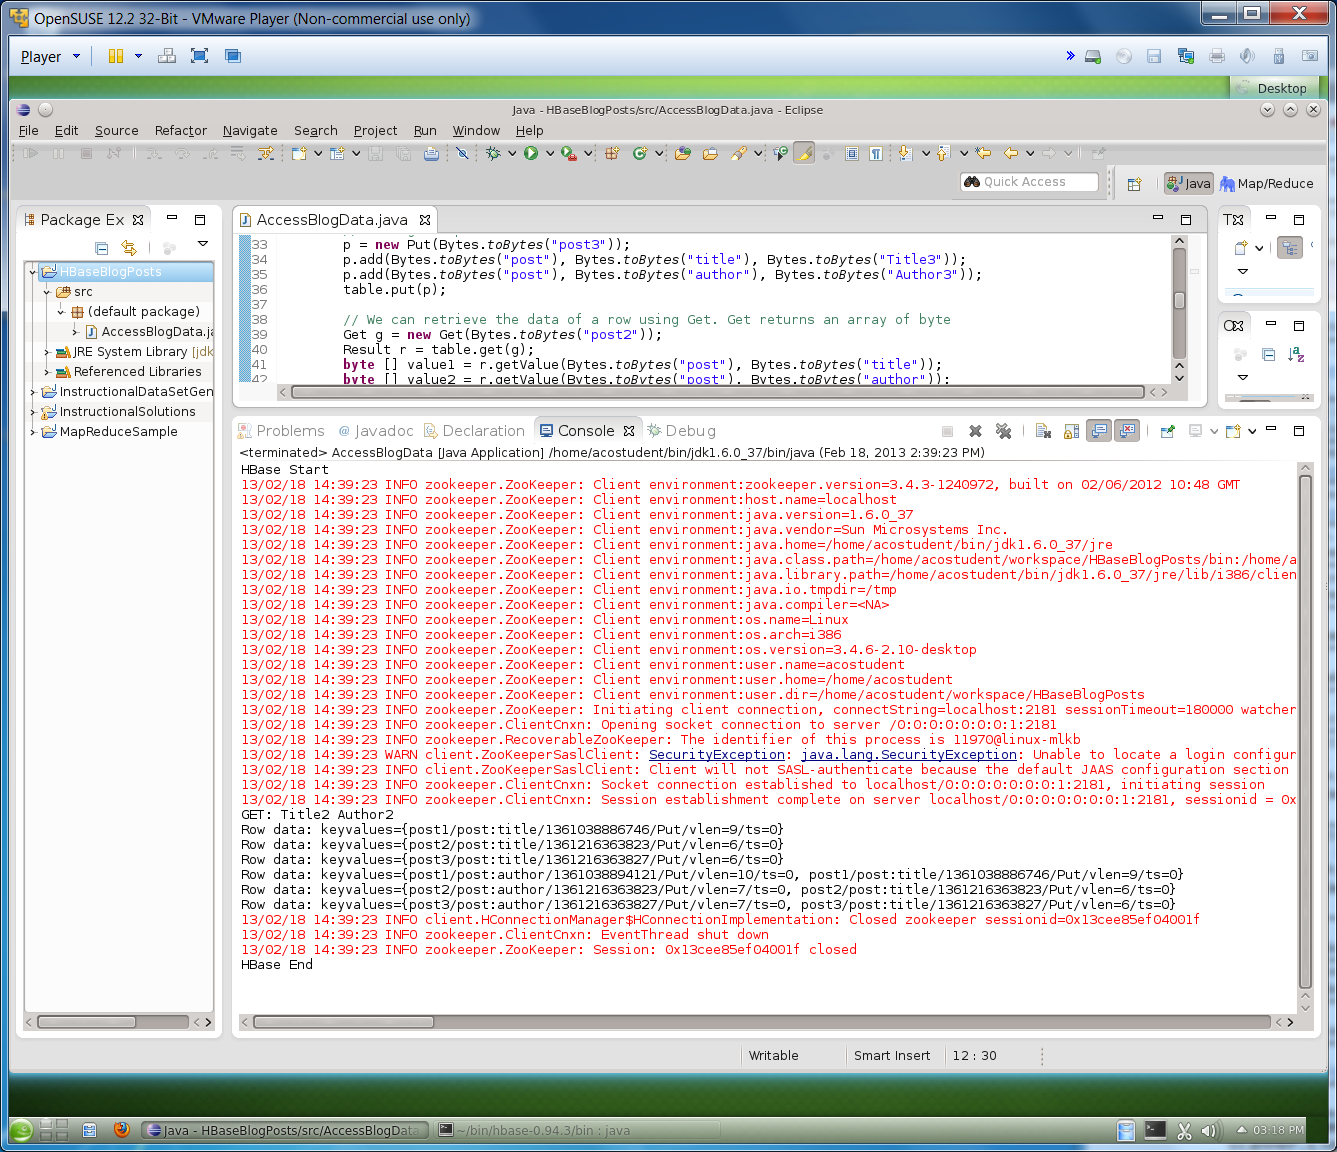 OpenSUSE 12.2 32-Bit - VMware Player (Non-commercial use only)
Player
Desktop
Java - HBaseBlogPosts/src/AccessBlogData.java - Eclipse
File Edit Source Refactor Navigate Search Project Run Window Help
Quick Access
Java
Map/Reduce
Package Ex
HBaseBlogPosts
src
(default package)
AccessBlogData.ja
JRE System Library [jdk
Referenced Libraries
InstructionalDataSetGen
InstructionalSolutions
MapReduceSample
AccessBlogData.java
33 p = new Put(Bytes.toBytes("post3"));
34 p.add(Bytes.toBytes("post"), Bytes.toBytes("title"), Bytes.toBytes("Title3"));
35 p.add(Bytes.toBytes("post"), Bytes.toBytes("author"), Bytes.toBytes("Author3"));
36 table.put(p);
37
38 // We can retrieve the data of a row using Get. Get returns an array of byte
39 Get g = new Get(Bytes.toBytes("post2"));
40 Result r = table.get(g);
41 byte [] value1 = r.getValue(Bytes.toBytes("post"), Bytes.toBytes("title"));
42 byte [] value2 = r.getValue(Bytes.toBytes("post"), Bytes.toBytes("author"));
Problems @ Javadoc Declaration Console Debug
<terminated> AccessBlogData [Java Application] /home/acostudent/bin/jdk1.6.0_37/bin/java (Feb 18, 2013 2:39:23 PM)
HBase Start
13/02/18 14:39:23 INFO zookeeper.ZooKeeper: Client environment:zookeeper.version=3.4.3-1240972, built on 02/06/2012 10:48 GMT
13/02/18 14:39:23 INFO zookeeper.ZooKeeper: Client environment:host.name=localhost
13/02/18 14:39:23 INFO zookeeper.ZooKeeper: Client environment:java.version=1.6.0_37
13/02/18 14:39:23 INFO zookeeper.ZooKeeper: Client environment:java.vendor=Sun Microsystems Inc.
13/02/18 14:39:23 INFO zookeeper.ZooKeeper: Client environment:java.home=/home/acostudent/bin/jdk1.6.0_37/jre
13/02/18 14:39:23 INFO zookeeper.ZooKeeper: Client environment:java.class.path=/home/acostudent/workspace/HBaseBlogPosts/bin:/home/a
13/02/18 14:39:23 INFO zookeeper.ZooKeeper: Client environment:java.library.path=/home/acostudent/bin/jdk1.6.0_37/jre/lib/i386/clien
13/02/18 14:39:23 INFO zookeeper.ZooKeeper: Client environment:java.io.tmpdir=/tmp
13/02/18 14:39:23 INFO zookeeper.ZooKeeper: Client environment:java.compiler=<NA>
13/02/18 14:39:23 INFO zookeeper.ZooKeeper: Client environment:os.name=Linux
13/02/18 14:39:23 INFO zookeeper.ZooKeeper: Client environment:os.arch=i386
13/02/18 14:39:23 INFO zookeeper.ZooKeeper: Client environment:os.version=3.4.6-2.10-desktop
13/02/18 14:39:23 INFO zookeeper.ZooKeeper: Client environment:user.name=acostudent
13/02/18 14:39:23 INFO zookeeper.ZooKeeper: Client environment:user.home=/home/acostudent
13/02/18 14:39:23 INFO zookeeper.ZooKeeper: Client environment:user.dir=/home/acostudent/workspace/HBaseBlogPosts
13/02/18 14:39:23 INFO zookeeper.ZooKeeper: Initiating client connection, connectString=localhost:2181 sessionTimeout=180000 watcher
13/02/18 14:39:23 INFO zookeeper.ClientCnxn: Opening socket connection to server /0:0:0:0:0:0:0:1:2181
13/02/18 14:39:23 INFO zookeeper.RecoverableZooKeeper: The identifier of this process is 11970@linux-mlkb
13/02/18 14:39:23 WARN client.ZooKeeperSaslClient: SecurityException: java.lang.SecurityException: Unable to locate a login configur
13/02/18 14:39:23 INFO client.ZooKeeperSaslClient: Client will not SASL-authenticate because the default JAAS configuration section
13/02/18 14:39:23 INFO zookeeper.ClientCnxn: Socket connection established to localhost/0:0:0:0:0:0:0:1:2181, initiating session
13/02/18 14:39:23 INFO zookeeper.ClientCnxn: Session establishment complete on server localhost/0:0:0:0:0:0:0:1:2181, sessionid = 0x
GET: Title2 Author2
Row data: keyvalues={post1/post:title/1361038886746/Put/vlen=9/ts=0}
Row data: keyvalues={post2/post:title/1361216363823/Put/vlen=6/ts=0}
Row data: keyvalues={post3/post:title/1361216363827/Put/vlen=6/ts=0}
Row data: keyvalues={post1/post:author/1361038894121/Put/vlen=10/ts=0, post1/post:title/1361038886746/Put/vlen=9/ts=0}
Row data: keyvalues={post2/post:author/1361216363823/Put/vlen=7/ts=0, post2/post:title/1361216363823/Put/vlen=6/ts=0}
Row data: keyvalues={post3/post:author/1361216363827/Put/vlen=7/ts=0, post3/post:title/1361216363827/Put/vlen=6/ts=0}
13/02/18 14:39:23 INFO client.HConnectionManager$HConnectionImplementation: Closed zookeeper sessionid=0x13cee85ef04001f
13/02/18 14:39:23 INFO zookeeper.ClientCnxn: EventThread shut down
13/02/18 14:39:23 INFO zookeeper.ZooKeeper: Session: 0x13cee85ef04001f closed
HBase End
Writable
Smart Insert
12 : 30
Java - HBaseBlogPosts/src/AccessBlogData
~/bin/hbase-0.94.3/bin : java
03:18 PM